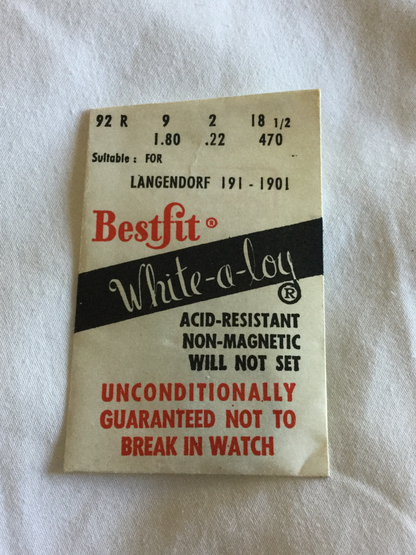 92 R 9 2 18 1/2
1.80 .22 470
Suitable : FOR
LANGENDORF 191 - 1901
Bestfit ®
White-a-loy ®
ACID-RESISTANT
NON-MAGNETIC
WILL NOT SET
UNCONDITIONALLY
GUARANTEED NOT TO
BREAK IN WATCH